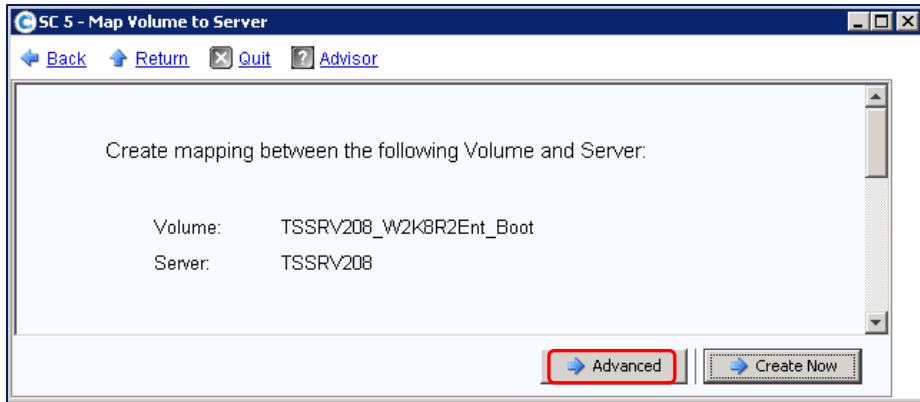 SC 5 - Map Volume to Server
Back Return Quit ? Advisor
Create mapping between the following Volume and Server:
Volume: TSSRV208_W2K8R2Ent_Boot
Server: TSSRV208
Advanced Create Now